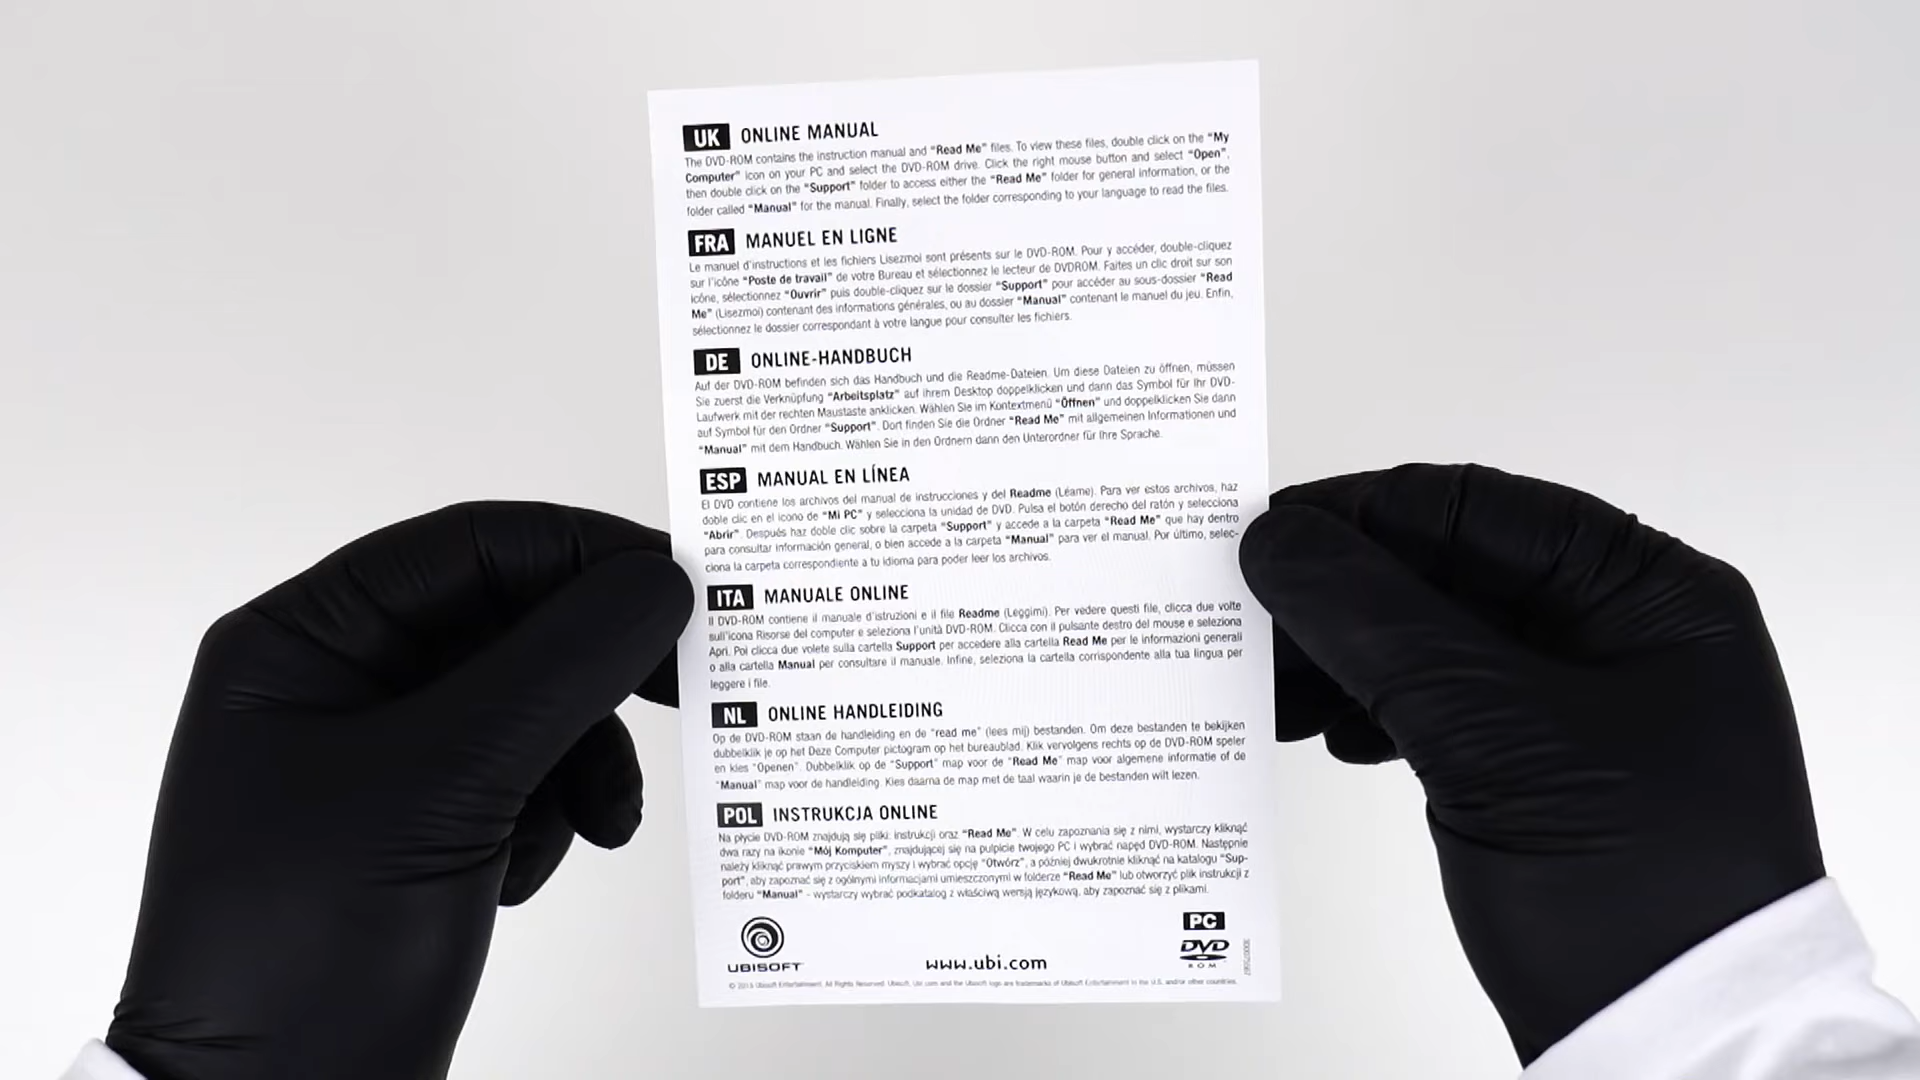 UK ONLINE MANUAL
The DVD-ROM contains the instruction manual and “Read Me” files. To view these files, double click on the “My
Computer” icon on your PC and select the DVD-ROM drive. Click the right mouse button and select “Open”,
then double click on the “Support” folder to access either the “Read Me” folder for general information, or the
folder called “Manual” for the manual. Finally, select the folder corresponding to your language to read the files.
FRA MANUEL EN LIGNE
Le manuel d’instructions et les fichiers Lisezmoi sont présents sur le DVD-ROM. Pour y accéder, double-cliquez
sur l’icône “Poste de travail” de votre Bureau et sélectionnez le lecteur de DVDROM. Faites un clic droit sur son
icône, sélectionnez “Ouvrir” puis double-cliquez sur le dossier “Support” pour accéder au sous-dossier “Read
Me” (Lisezmoi) contenant des informations générales, ou au dossier “Manual” contenant le manuel du jeu. Enfin,
sélectionnez le dossier correspondant à votre langue pour consulter les fichiers.
DE ONLINE-HANDBUCH
Auf der DVD-ROM befinden sich das Handbuch und die Readme-Dateien. Um diese Dateien zu öffnen, müssen
Sie zuerst die Verknüpfung “Arbeitsplatz” auf Ihrem Desktop doppelklicken und dann das Symbol für Ihr DVD-
Laufwerk mit der rechten Maustaste anklicken. Wählen Sie im Kontextmenü “Öffnen” und doppelklicken Sie dann
auf Symbol für den Ordner “Support”. Dort finden Sie die Ordner “Read Me” mit allgemeinen Informationen und
“Manual” mit dem Handbuch. Wählen Sie in den Ordnern dann den Unterordner für Ihre Sprache.
ESP MANUAL EN LÍNEA
El DVD contiene los archivos del manual de instrucciones y del Readme (Léame). Para ver estos archivos, haz
doble clic en el icono de “Mi PC” y selecciona la unidad de DVD. Pulsa el botón derecho del ratón y selecciona
“Abrir”. Después haz doble clic sobre la carpeta “Support” y accede a la carpeta “Read Me” que hay dentro
para consultar información general, o bien accede a la carpeta “Manual” para ver el manual. Por último, selec-
ciona la carpeta correspondiente a tu idioma para poder leer los archivos.
ITA MANUALE ONLINE
Il DVD-ROM contiene il manuale d’istruzioni e il file Readme (Leggimi). Per vedere questi file, clicca due volte
sull’icona Risorse del computer e seleziona l’unità DVD-ROM. Clicca con il pulsante destro del mouse e seleziona
Apri. Poi clicca due volete sulla cartella Support per accedere alla cartella Read Me per le informazioni generali
o alla cartella Manual per consultare il manuale. Infine, seleziona la cartella corrispondente alla tua lingua per
leggere i file.
NL ONLINE HANDLEIDING
Op de DVD-ROM staan de handleiding en de “read me” (lees mij) bestanden. Om deze bestanden te bekijken
dubbelklik je op het Deze Computer pictogram op het bureaublad. Klik vervolgens rechts op de DVD-ROM speler
en kies “Openen”. Dubbelklik op de “Support” map voor de “Read Me” map voor algemene informatie of de
“Manual” map voor de handleiding. Kies daarna de map met de taal waarin je de bestanden wilt lezen.
POL INSTRUKCJA ONLINE
Na płycie DVD-ROM znajdują się pliki: instrukcji oraz “Read Me”. W celu zapoznania się z nimi, wystarczy kliknąć
dwa razy na ikonie “Mój Komputer”, znajdującej się na pulpicie twojego PC i wybrać napęd DVD-ROM. Następnie
należy kliknąć prawym przyciskiem myszy i wybrać opcję “Otwórz”, a później dwukrotnie kliknąć na katalogu “Sup-
port”, aby zapoznać się z ogólnymi informacjami umieszczonymi w folderze “Read Me” lub otworzyć plik instrukcji z
folderu “Manual” - wystarczy wybrać podkatalog z właściwą wersją językową, aby zapoznać się z plikami.
PC
DVD
ROM
UBISOFT
www.ubi.com
Ubisoft Entertainment. All Rights Reserved. Ubisoft, Ubi.com and the Ubisoft logo are trademarks of Ubisoft Entertainment in the U.S. and/or other countries.